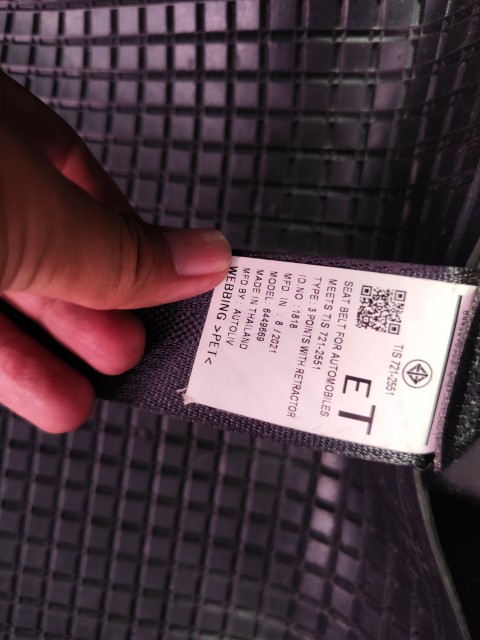 TIS 721-2551
ET
SEAT BELT FOR AUTOMOBILES
MEETS TIS 721-2551
TYPE: 3 POINTS WITH RETRACTOR
ID.NO : 1818
MFD IN : 8 / 2021
MODEL: 6449669
MADE IN THAILAND
MFD BY : AUTOLIV
WEBBING >PET<